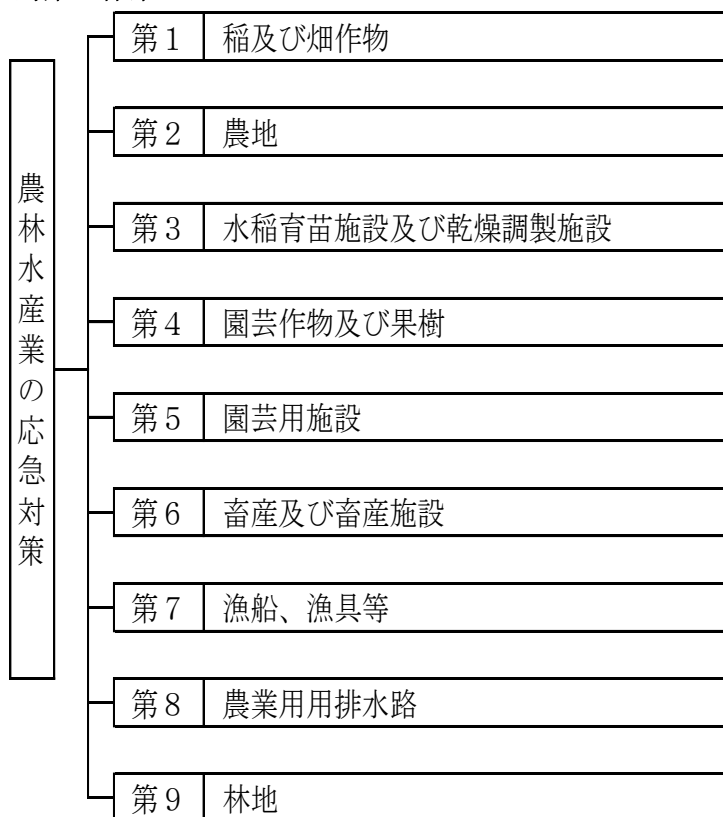 農林水産業の応急対策
第1 稲及び畑作物
第2 農地
第3 水稲育苗施設及び乾燥調製施設
第4 園芸作物及び果樹
第5 園芸用施設
第6 畜産及び畜産施設
第7 漁船、漁具等
第8 農業用用排水路
第9 林地